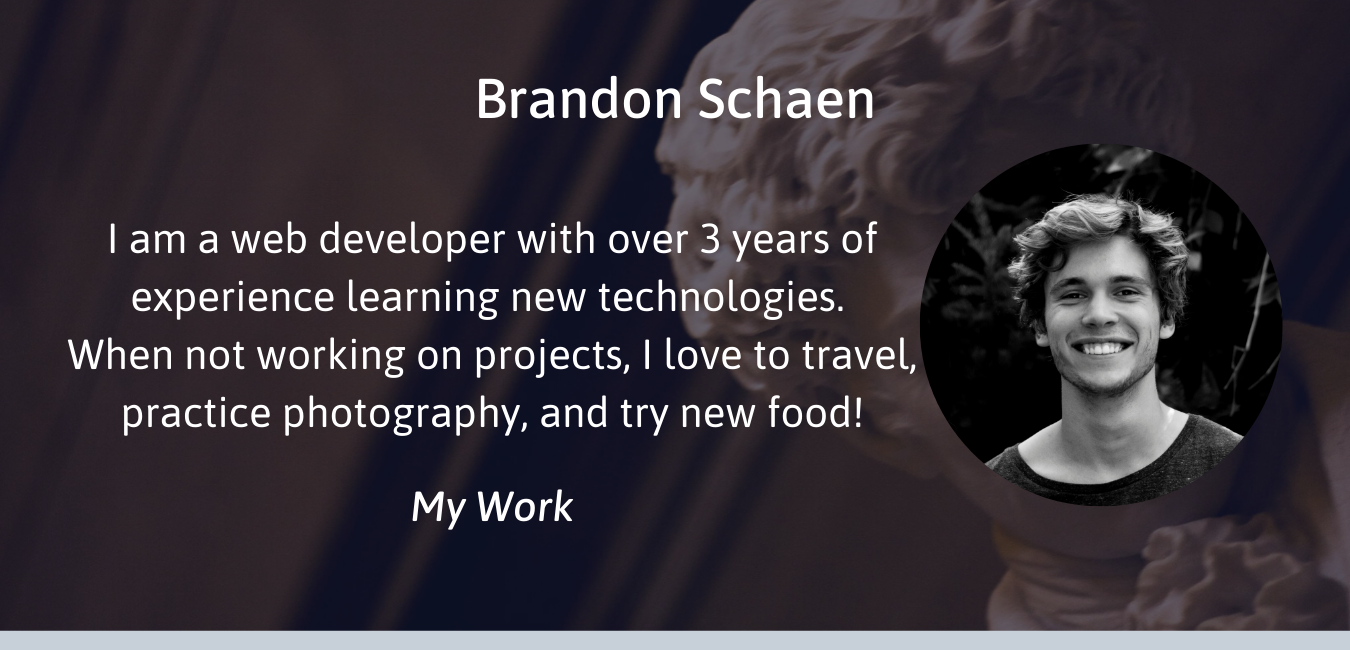 Brandon Schaen
I am a web developer with over 3 years of
experience learning new technologies.
When not working on projects, I love to travel,
practice photography, and try new food!
My Work